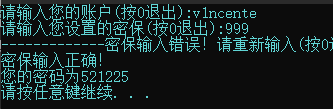 请输入您的账户(按0退出):v1ncente
请输入您设置的密保(按0退出):999
-------------密保输入错误! 请重新输入(按0
密保输入正确!
您的密码为521225
请按任意键继续. . .